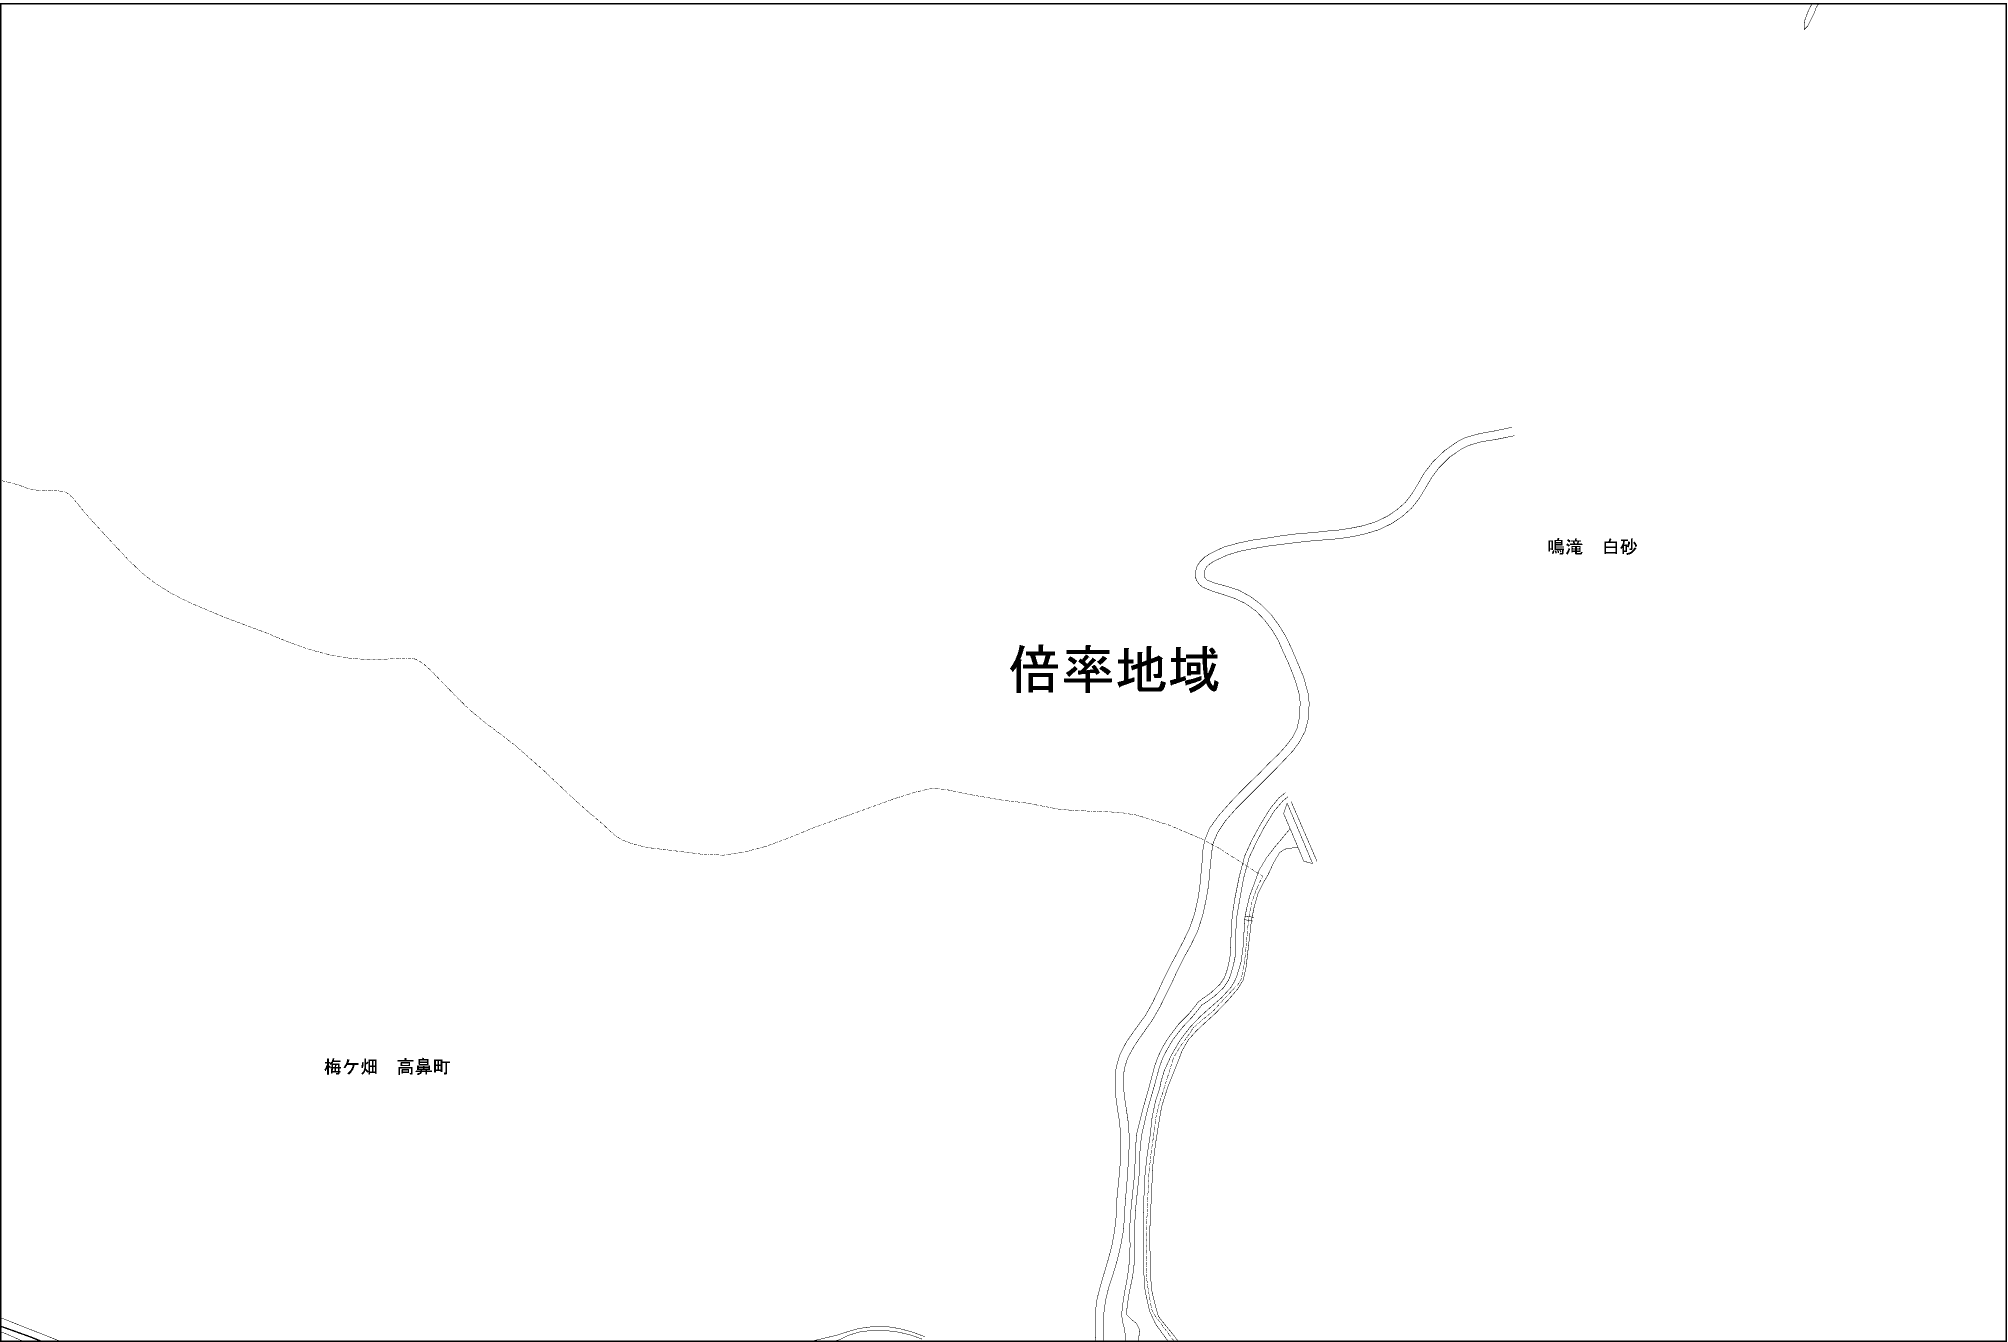 鳴滝　白砂
倍率地域
梅ケ畑　高鼻町